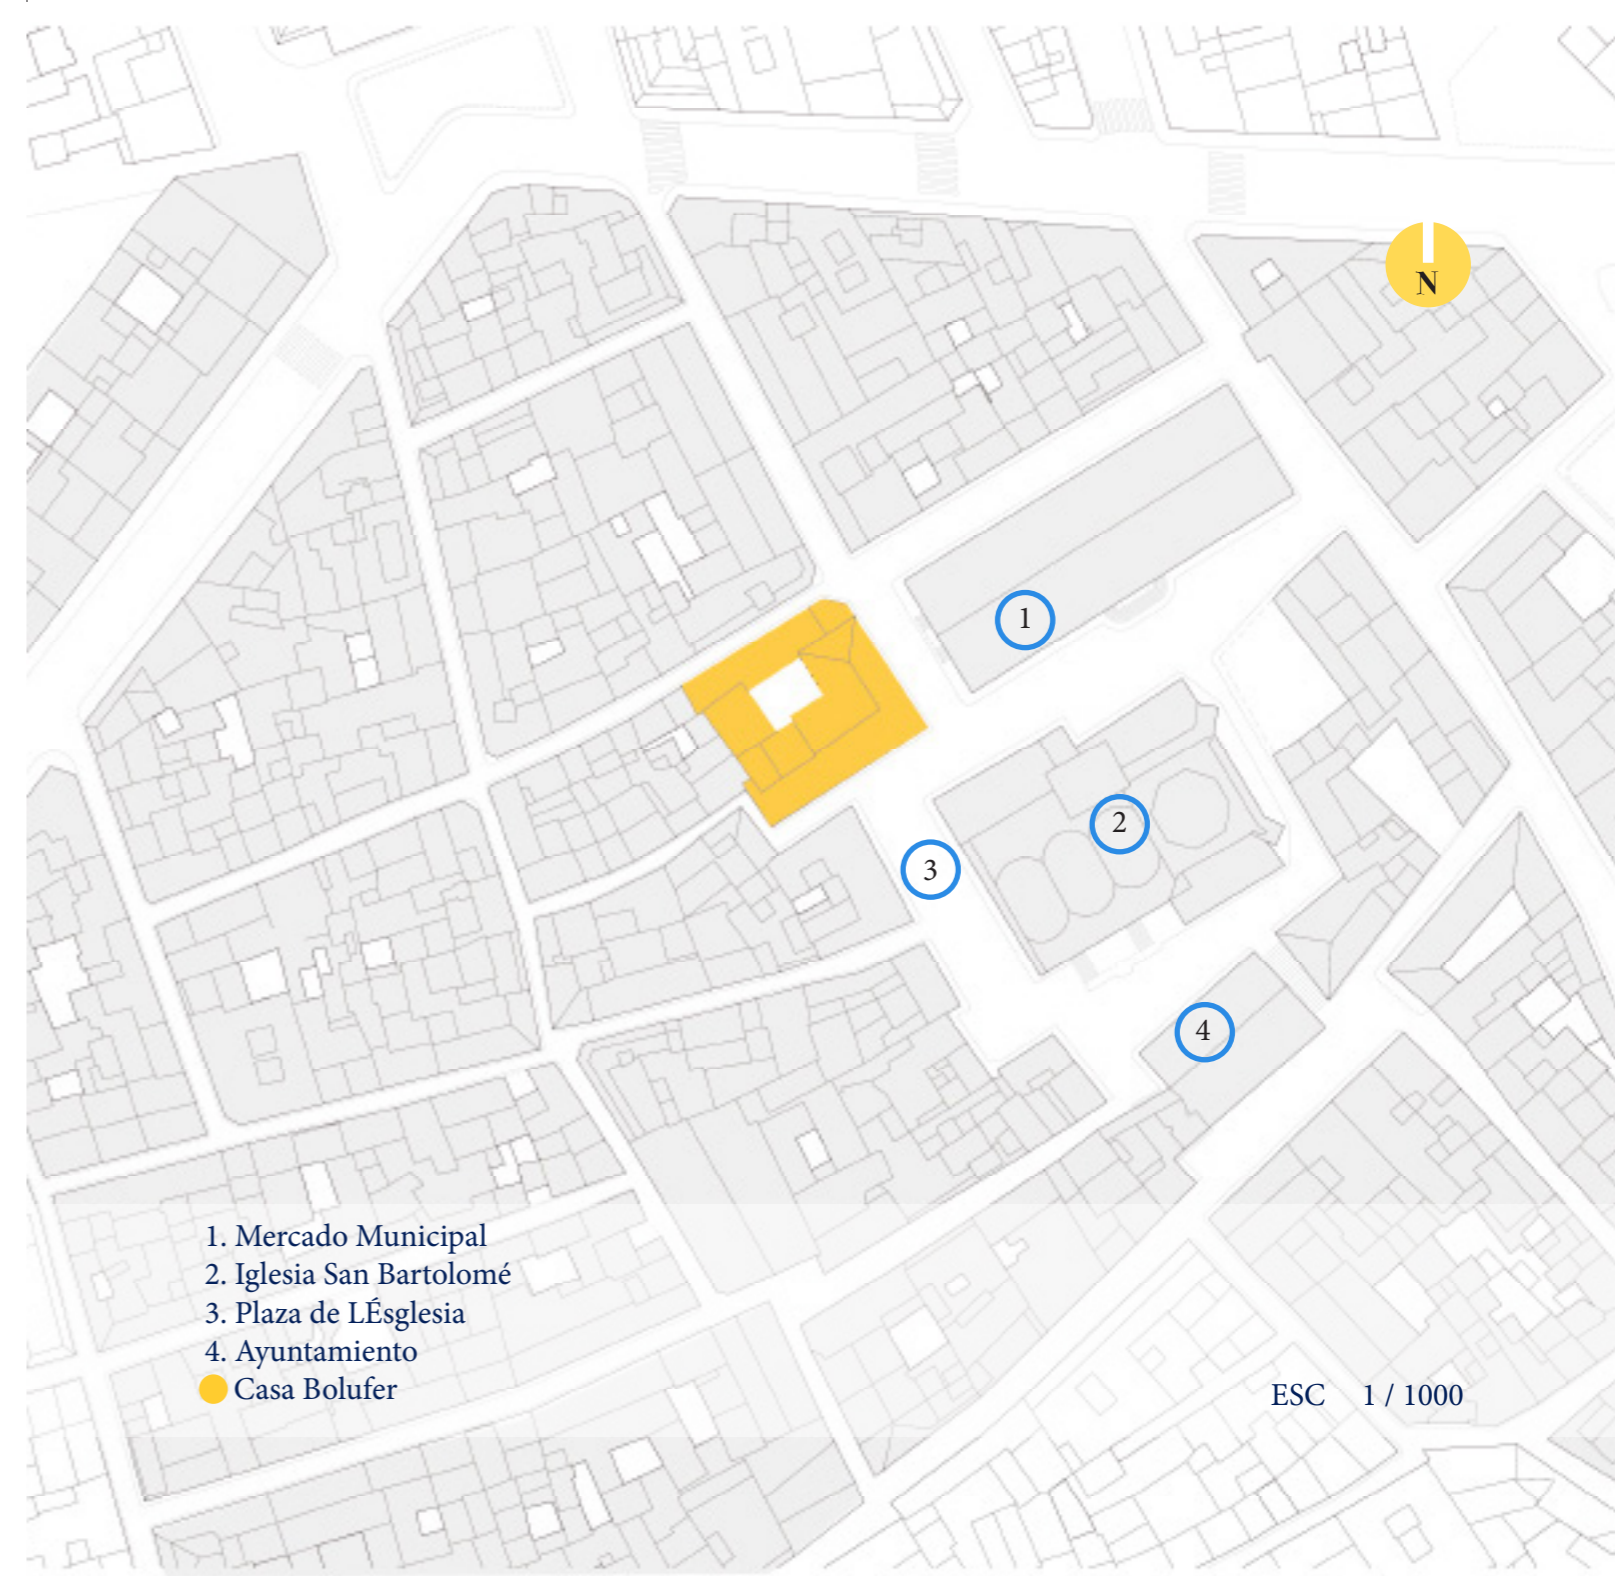 N
1
2
3
4
1. Mercado Municipal
2. Iglesia San Bartolomé
3. Plaza de LÉsglesia
4. Ayuntamiento
Casa Bolufer
ESC 1 / 1000